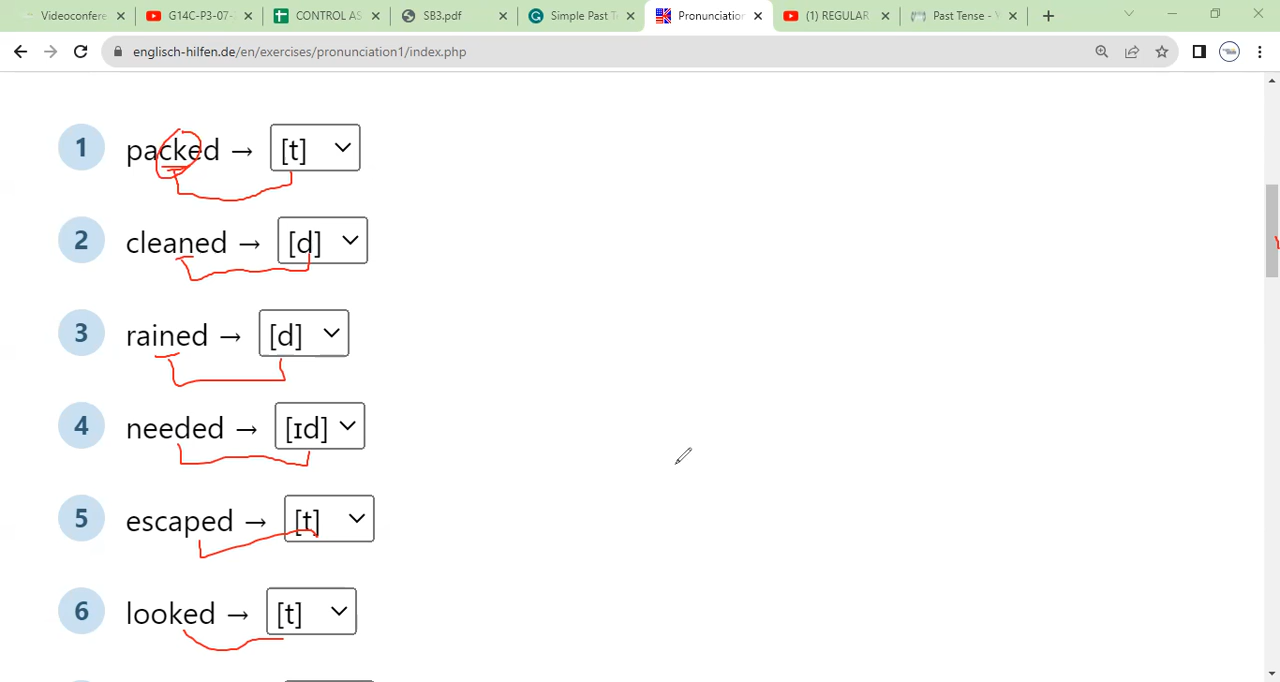 Videoconfere
G14C-P3-07-
CONTROL AS
SB3.pdf
Simple Past T
Pronunciation
(1) REGULAR
Past Tense - Y
englisch-hilfen.de/en/exercises/pronunciation1/index.php
1 packed → [t]
2 cleaned → [d]
3 rained → [d]
4 needed → [ɪd]
5 escaped → [t]
6 looked → [t]